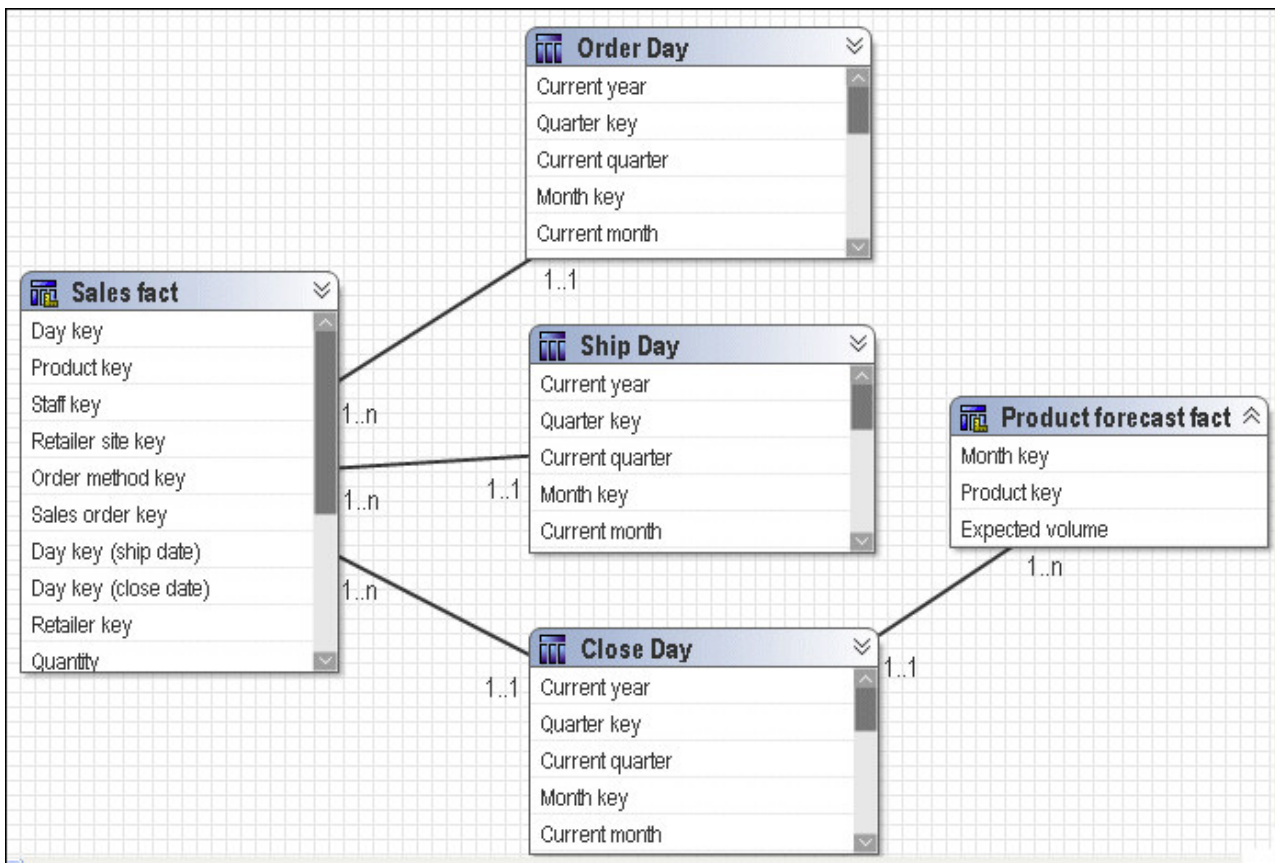 Order Day
Current year
Quarter key
Current quarter
Month key
Current month
1..1
Sales fact
Day key
Product key
Staff key
Retailer site key
Order method key
Sales order key
Day key (ship date)
Day key (close date)
Retailer key
Quantity
1..n
1..n
1..n
Ship Day
Current year
Quarter key
Current quarter
Month key
Current month
1..1
Product forecast fact
Month key
Product key
Expected volume
1..n
Close Day
Current year
Quarter key
Current quarter
Month key
Current month
1..1
1..1